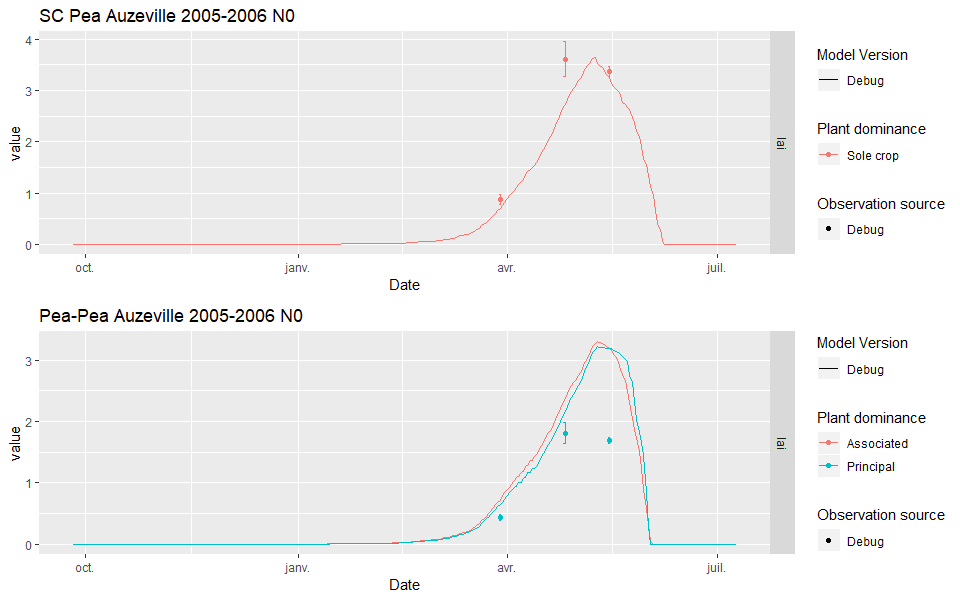 SC Pea Auzeville 2005-2006 N0
4
3
2
1
0
value
lai
oct.
janv.
avr.
juil.
Date
Model Version
Debug
Plant dominance
Sole crop
Observation source
Debug
Pea-Pea Auzeville 2005-2006 N0
3
2
1
0
value
lai
oct.
janv.
avr.
juil.
Date
Model Version
Debug
Plant dominance
Associated
Principal
Observation source
Debug